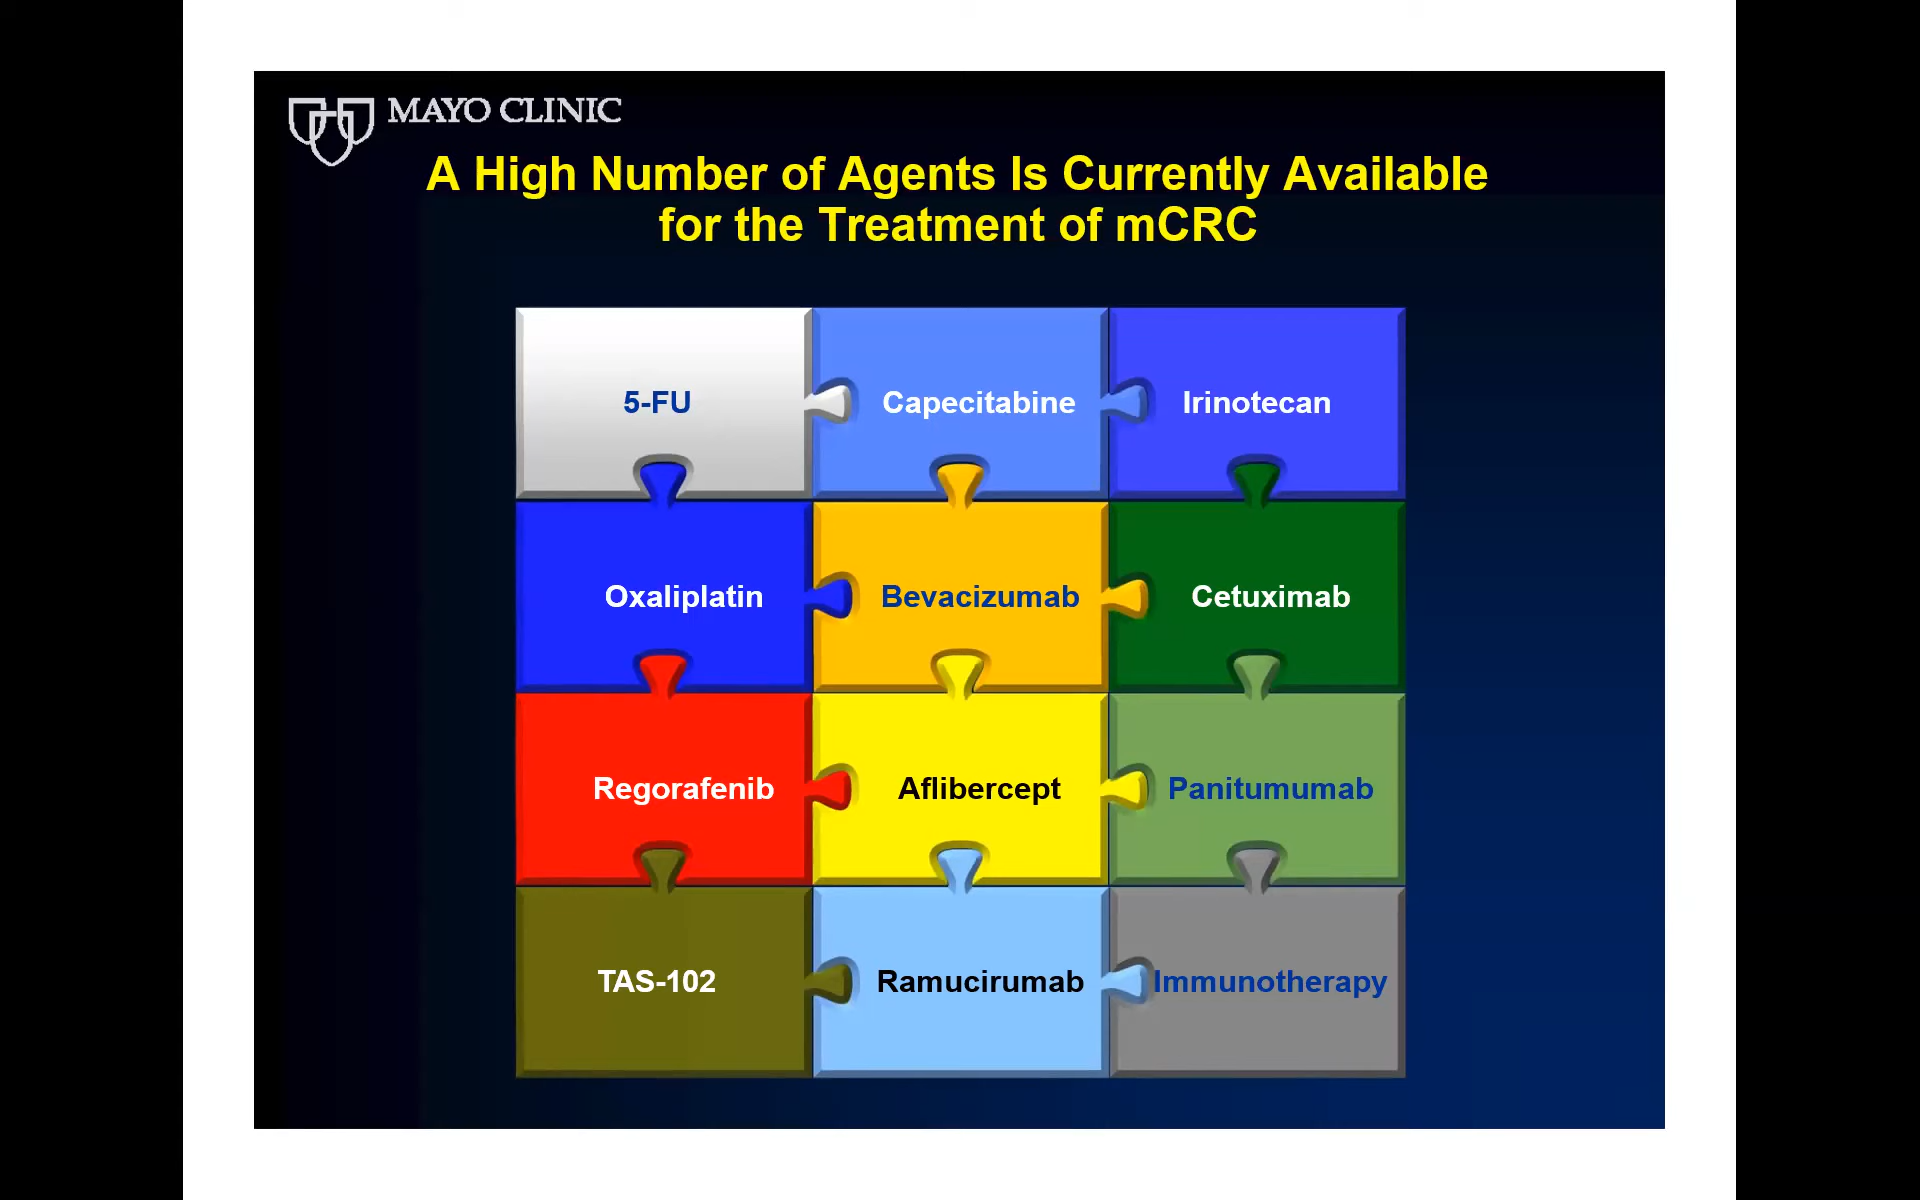 MAYO CLINIC
A High Number of Agents Is Currently Available
for the Treatment of mCRC
5-FU
Capecitabine
Irinotecan
Oxaliplatin
Bevacizumab
Cetuximab
Regorafenib
Aflibercept
Panitumumab
TAS-102
Ramucirumab
Immunotherapy